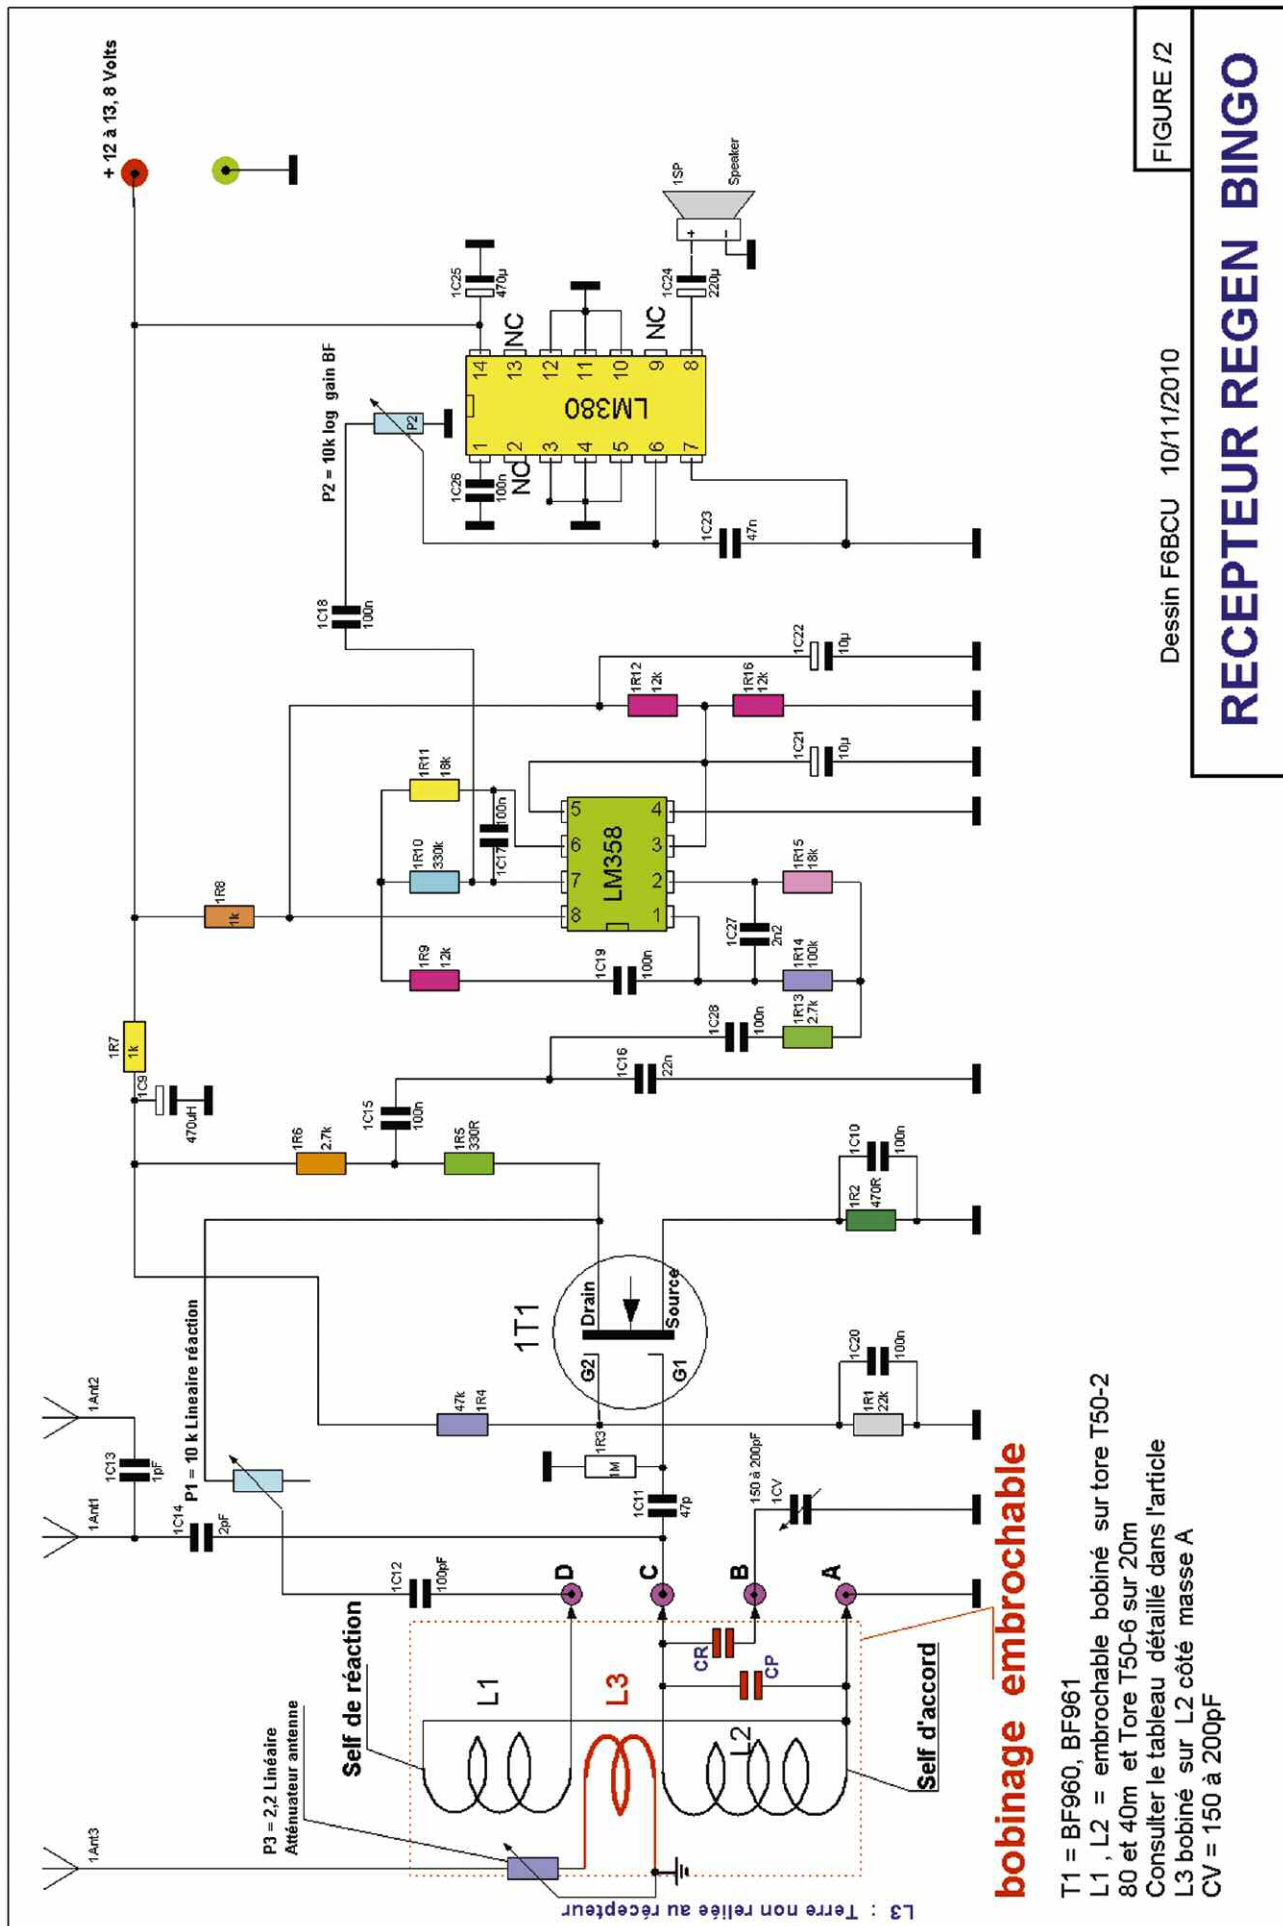 RECEPTEUR REGEN BINGO
FIGURE /2
Dessin F6BCU 10/11/2010
+ 12 à 13, 8 Volts
1Ant3
1Ant1
1Ant2
1C13
1pF
1C14
2pF
P1 = 10 k Lineaire réaction
P3 = 2,2 Linéaire
Atténuateur antenne
Self de réaction
L1
L3
L2
Self d'accord
CR
CP
D
C
B
A
1C12
100pF
1C11
47p
150 à 200pF
1CV
1R3
1M
47k
1R4
1T1
G2
G1
Drain
Source
1R1
22k
1C20
100n
1R2
470R
1C10
100n
1R6
2.7k
1R5
330R
1C15
100n
1C9
470uH
1R7
1k
1R8
1k
1C16
22n
1C28
100n
1R13
2.7k
1R14
100k
1R15
18k
1C27
2n2
1R9
12k
1C19
100n
1R10
330k
1R11
18k
1C17
100n
LM358
8
7
6
5
1
2
3
4
1C21
10µ
1R12
12k
1R16
12k
1C22
10µ
1C18
100n
P2 = 10k log gain BF
P2
1C23
47n
1C26
100n
NC
LM380
1
2
3
4
5
6
7
14
13
12
11
10
9
8
NC
NC
1C25
470µ
1C24
220µ
+
−
1SP
Speaker
bobinage embrochable
T1 = BF960, BF961
L1 , L2 = embrochable bobiné sur tore T50-2
80 et 40m et Tore T50-6 sur 20m
Consulter le tableau détaillé dans l'article
L3 bobiné sur L2 côté masse A
CV = 150 à 200pF
L3 : Terre non reliée au récepteur